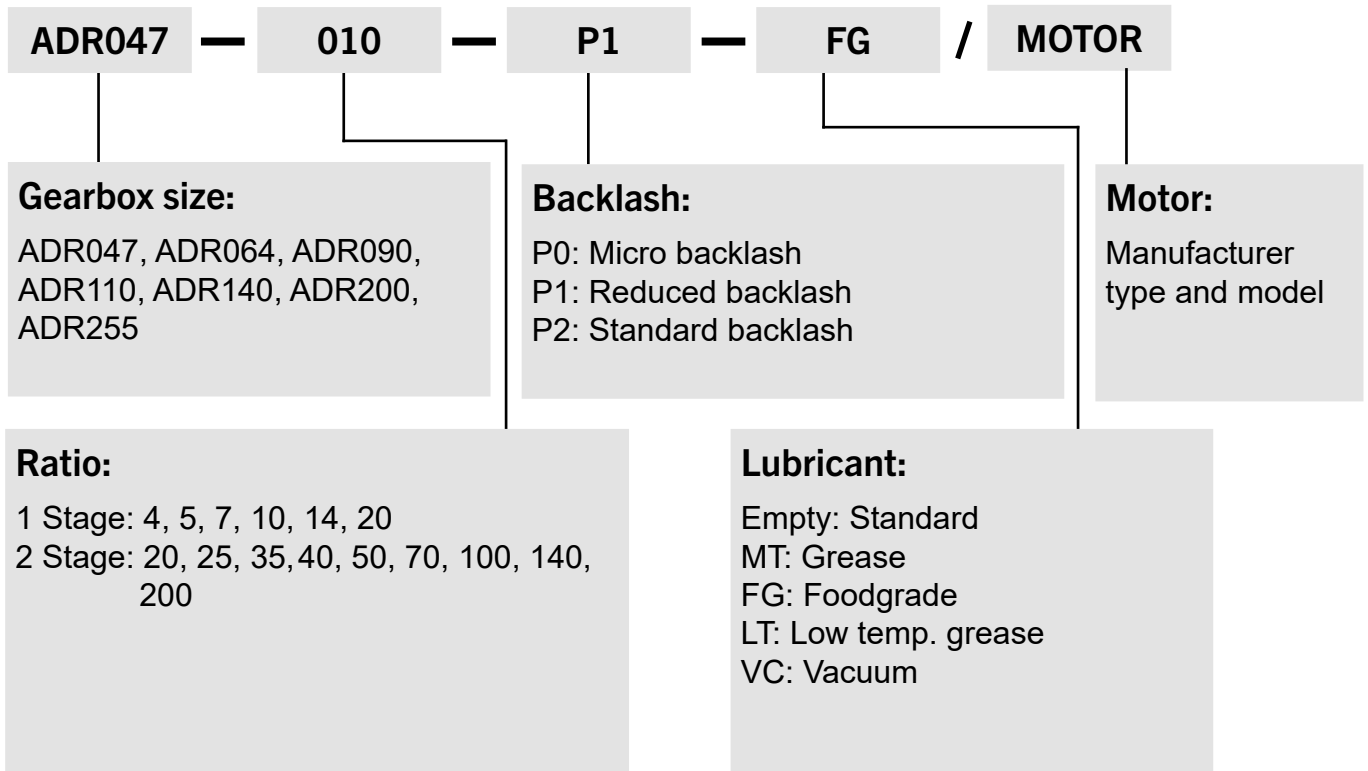 ADR047 — 010 — P1 — FG / MOTOR
Gearbox size:
ADR047, ADR064, ADR090,
ADR110, ADR140, ADR200,
ADR255
Backlash:
P0: Micro backlash
P1: Reduced backlash
P2: Standard backlash
Motor:
Manufacturer
type and model
Ratio:
1 Stage: 4, 5, 7, 10, 14, 20
2 Stage: 20, 25, 35, 40, 50, 70, 100, 140,
200
Lubricant:
Empty: Standard
MT: Grease
FG: Foodgrade
LT: Low temp. grease
VC: Vacuum